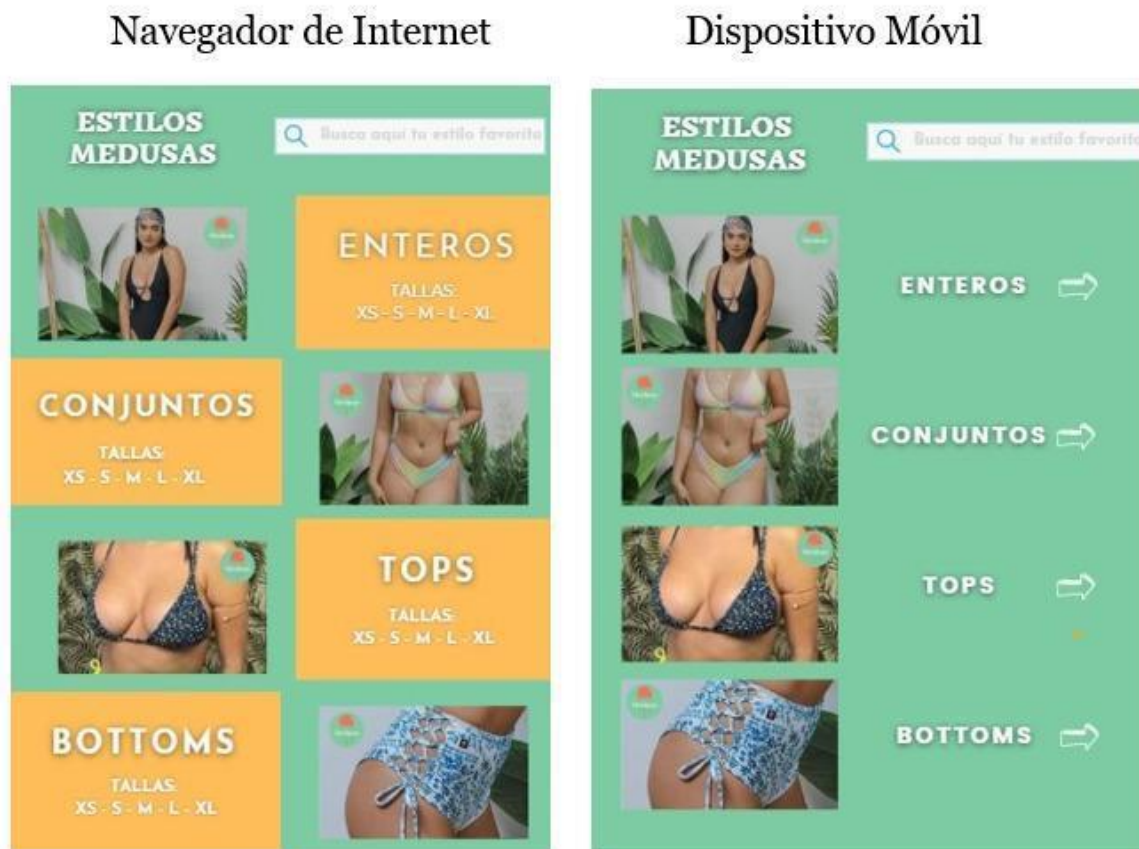 Navegador de Internet
Dispositivo Móvil
ESTILOS
MEDUSAS
Busca aquí tu estilo favorito
ENTEROS
TALLAS:
XS - S - M - L - XL
CONJUNTOS
TALLAS:
XS - S - M - L - XL
TOPS
TALLAS:
XS - S - M - L - XL
BOTTOMS
TALLAS:
XS - S - M - L - XL
ESTILOS
MEDUSAS
Busca aquí tu estilo favorito
ENTEROS
CONJUNTOS
TOPS
BOTTOMS